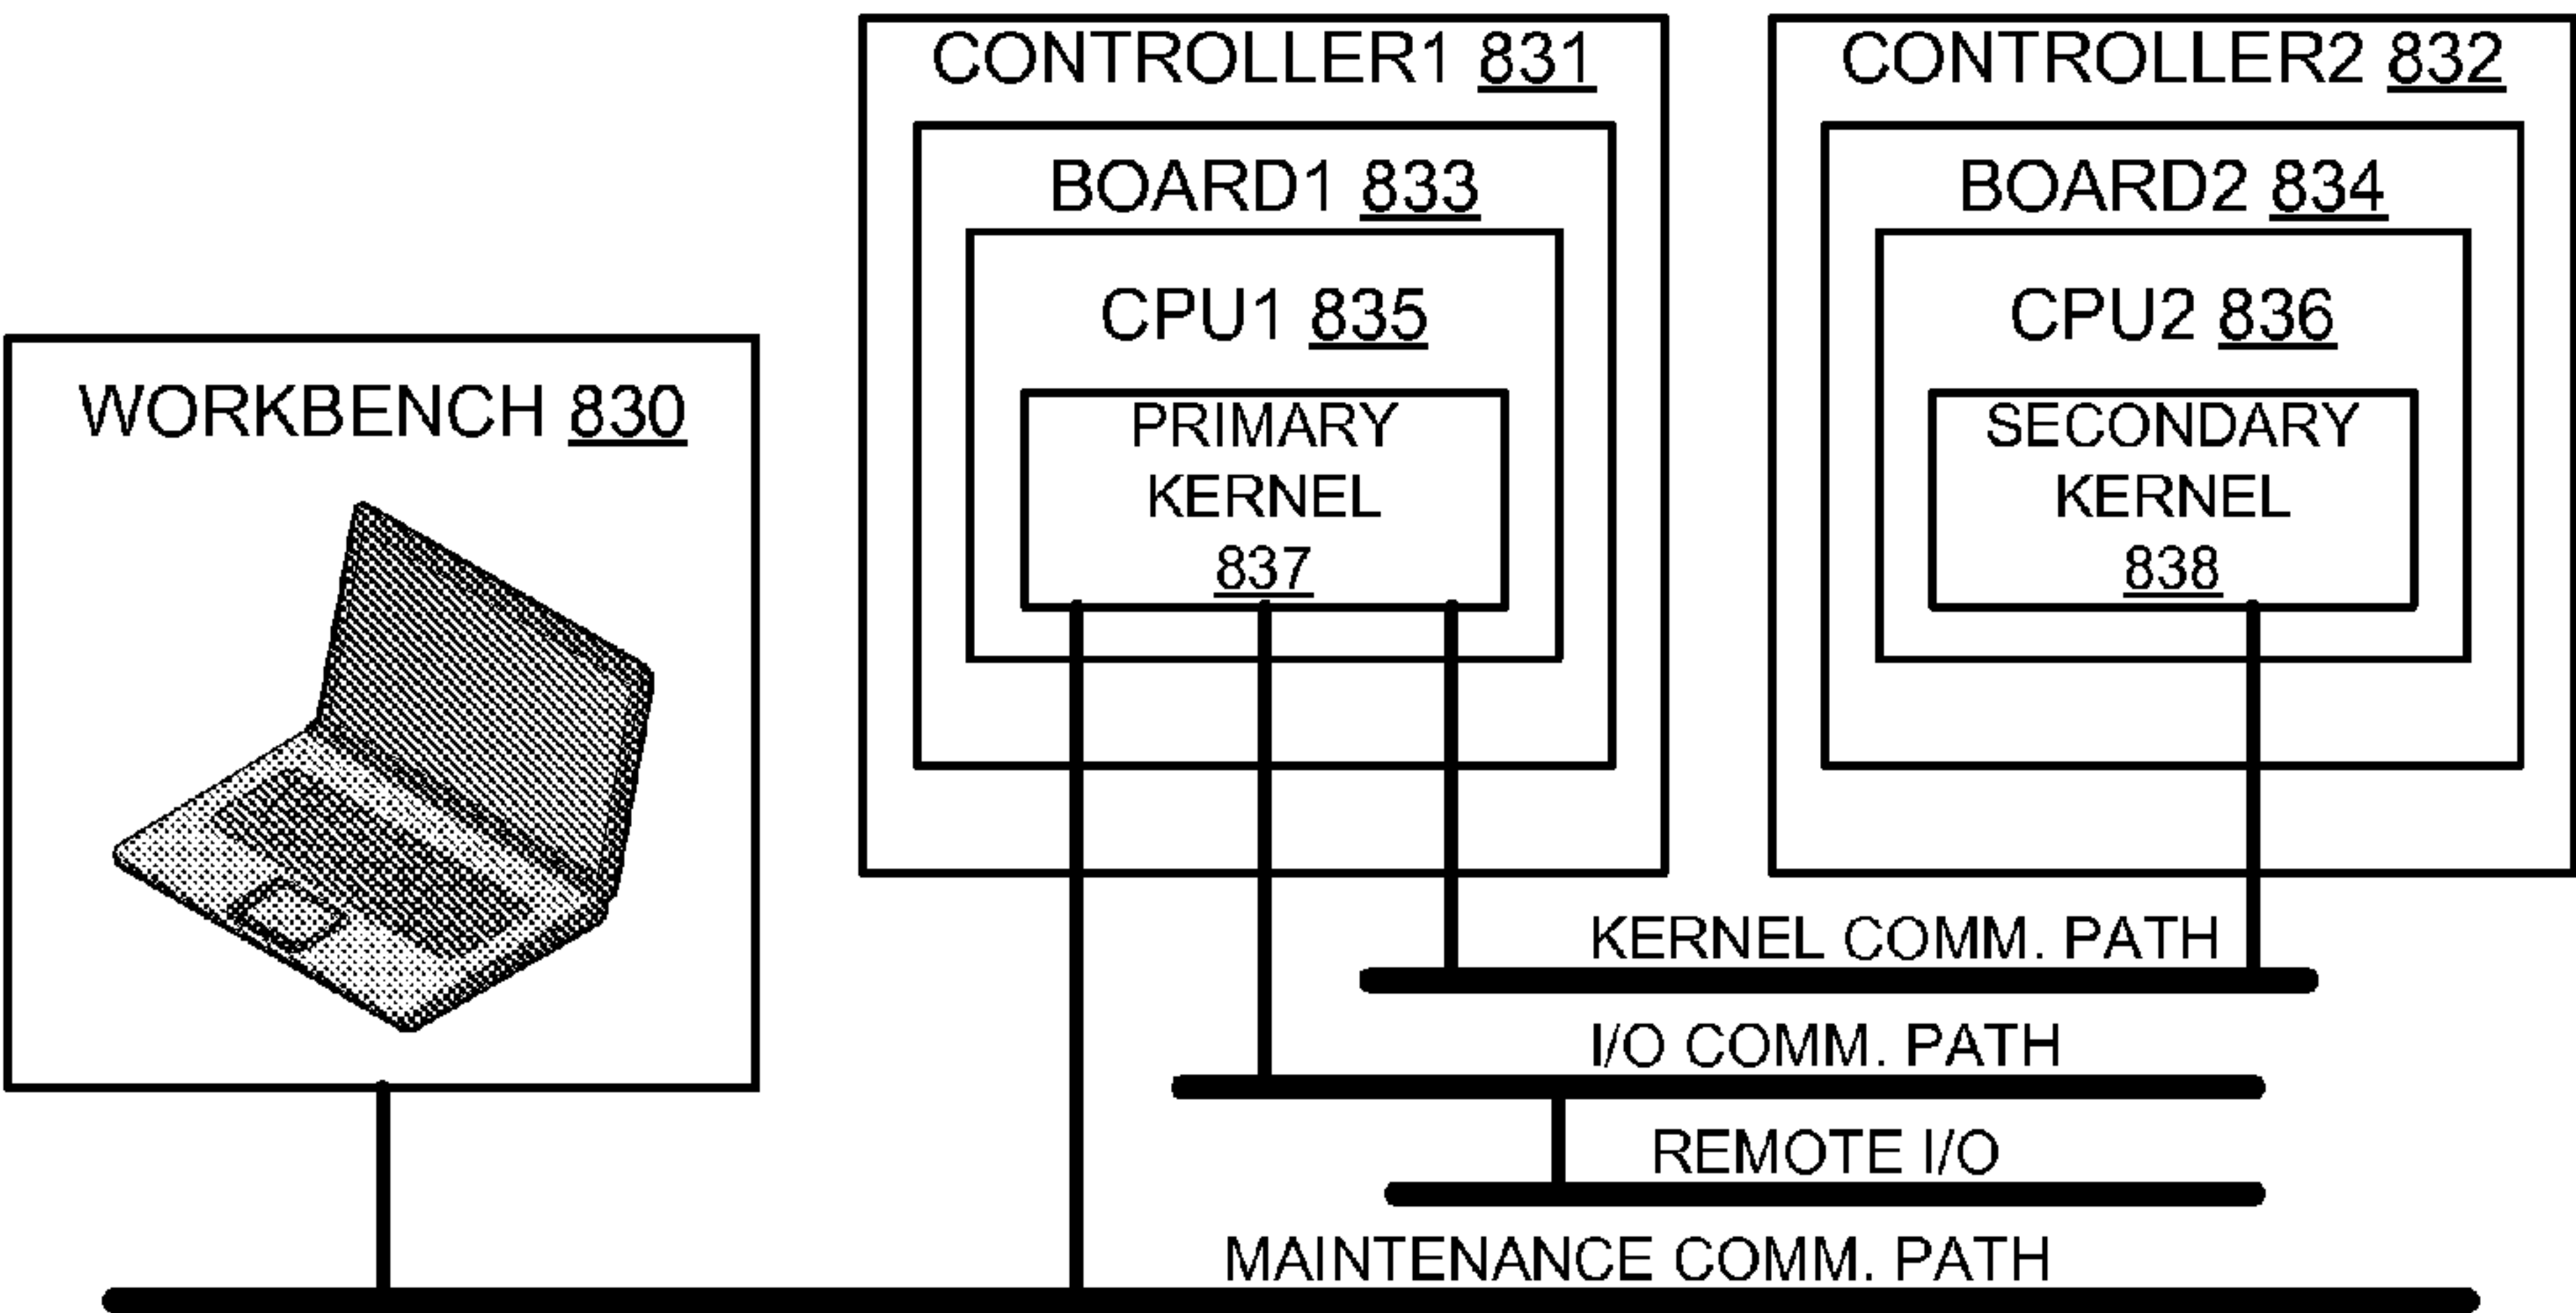 CONTROLLER1 831
BOARD1 833
CPU1 835
PRIMARY
KERNEL
837
CONTROLLER2 832
BOARD2 834
CPU2 836
SECONDARY
KERNEL
838
WORKBENCH 830
KERNEL COMM. PATH
I/O COMM. PATH
REMOTE I/O
MAINTENANCE COMM. PATH